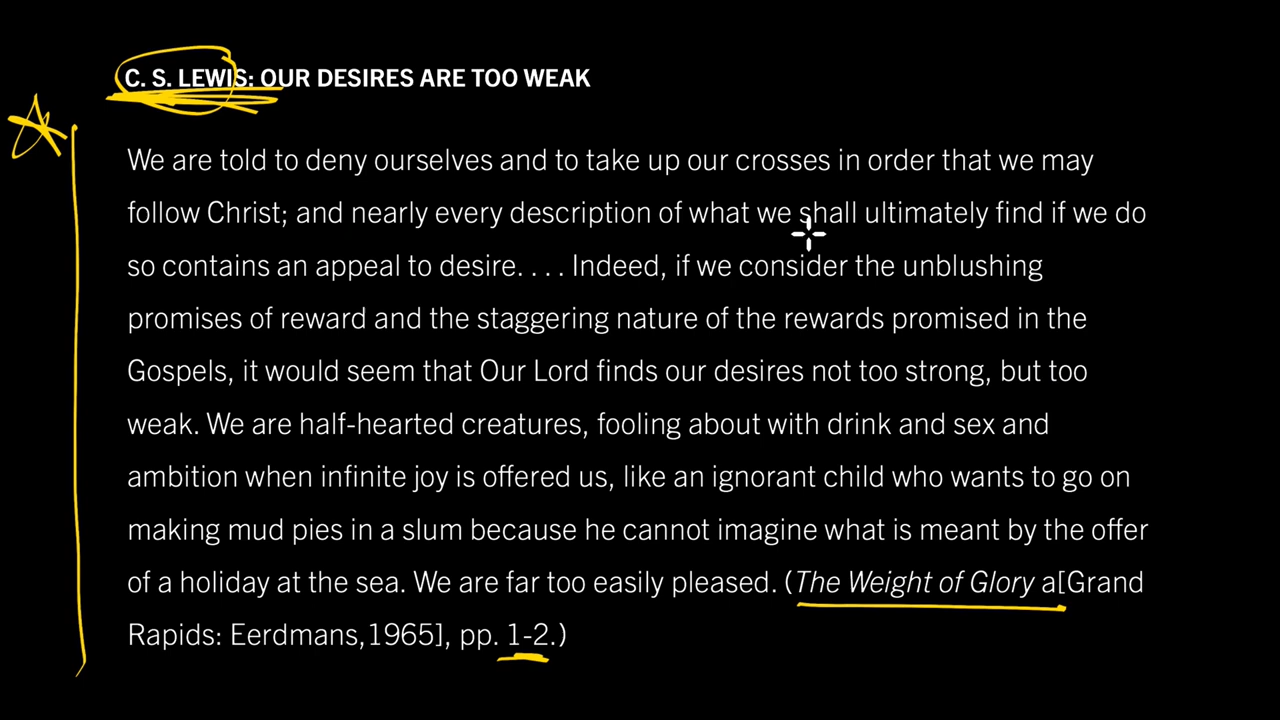 C. S. LEWIS: OUR DESIRES ARE TOO WEAK
We are told to deny ourselves and to take up our crosses in order that we may
follow Christ; and nearly every description of what we shall ultimately find if we do
so contains an appeal to desire. . . . Indeed, if we consider the unblushing
promises of reward and the staggering nature of the rewards promised in the
Gospels, it would seem that Our Lord finds our desires not too strong, but too
weak. We are half-hearted creatures, fooling about with drink and sex and
ambition when infinite joy is offered us, like an ignorant child who wants to go on
making mud pies in a slum because he cannot imagine what is meant by the offer
of a holiday at the sea. We are far too easily pleased. (The Weight of Glory a[Grand
Rapids: Eerdmans,1965], pp. 1-2.)